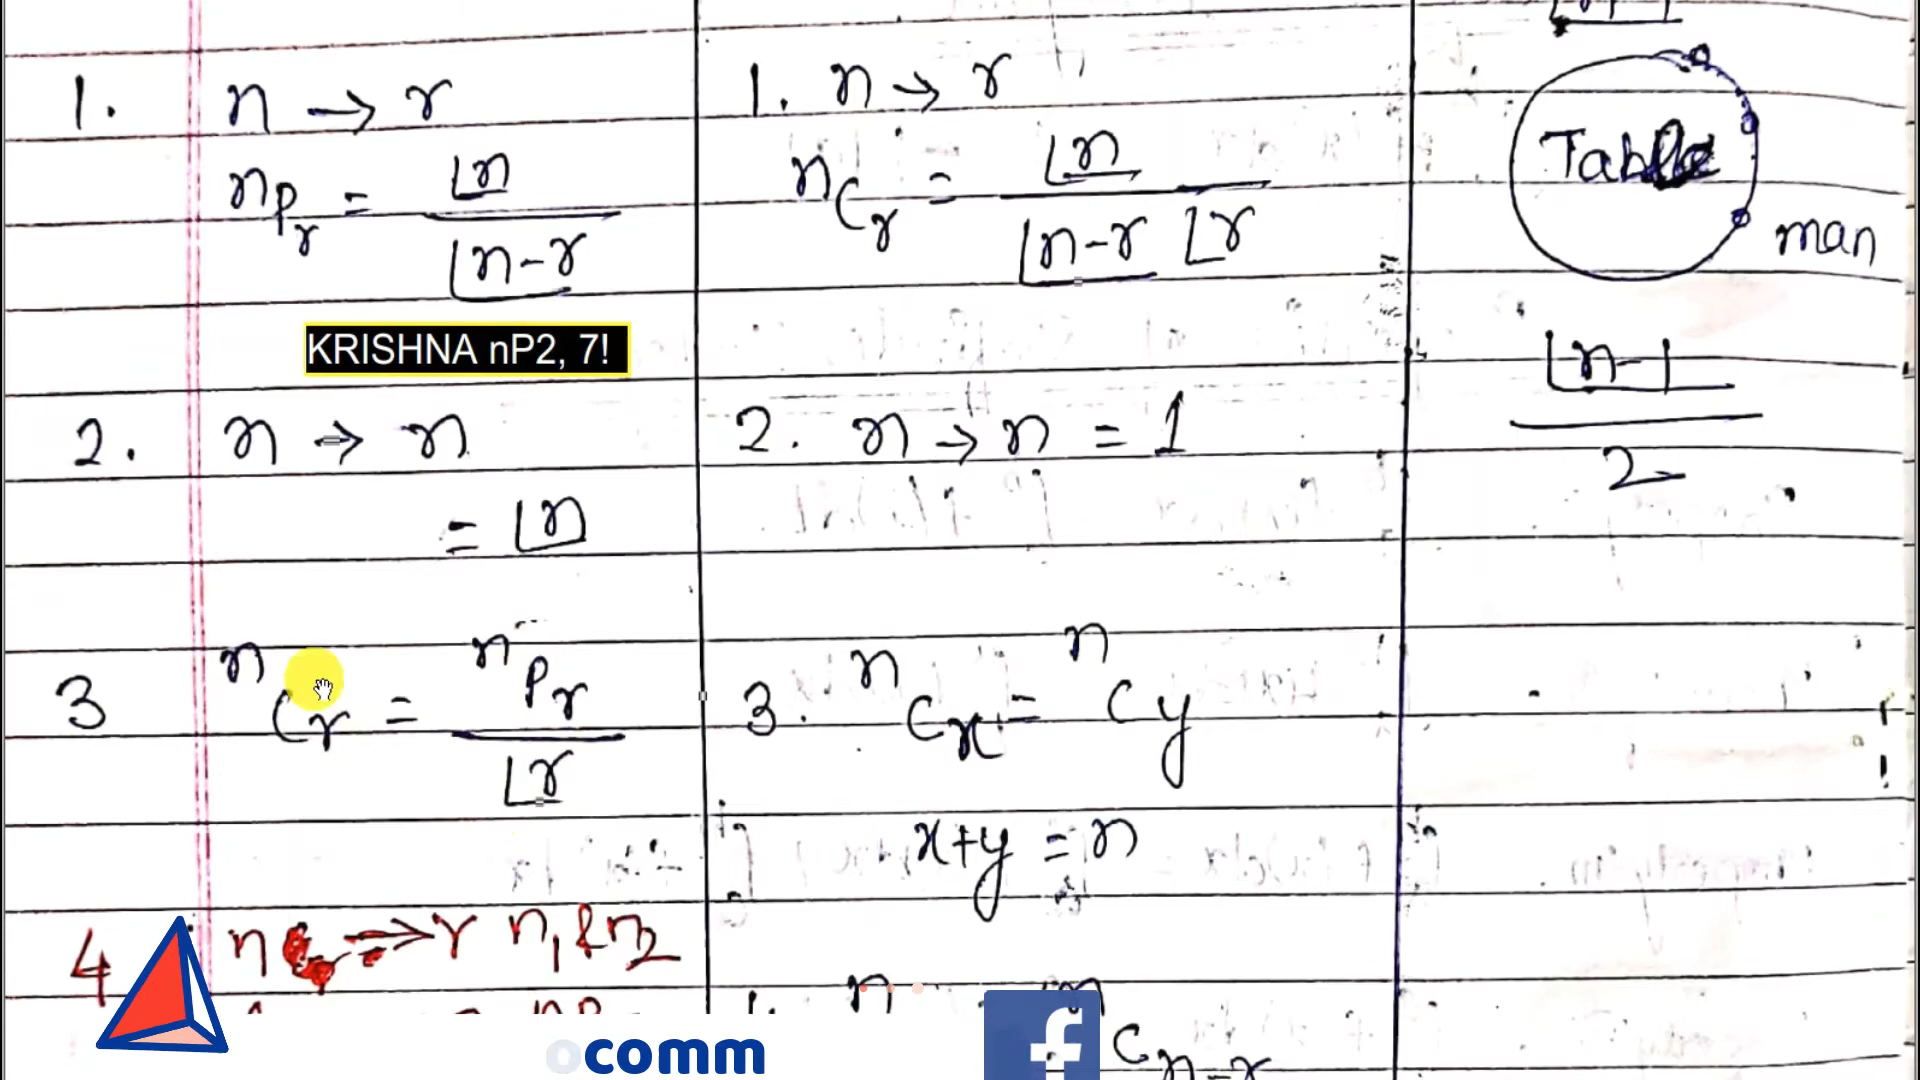 1. n → r
nPr = ⌊n / ⌊n-r
KRISHNA nP2, 7!
2. n → n
= ⌊n
3 nCr = nPr / ⌊r
4 n → r n1 & n2
1. n → r
nCr = ⌊n / ⌊n-r ⌊r
2. n → n = 1
3. nCx = nCy
x+y = n
n
Cn-r
Table
man
⌊n-1 / 2
comm
f